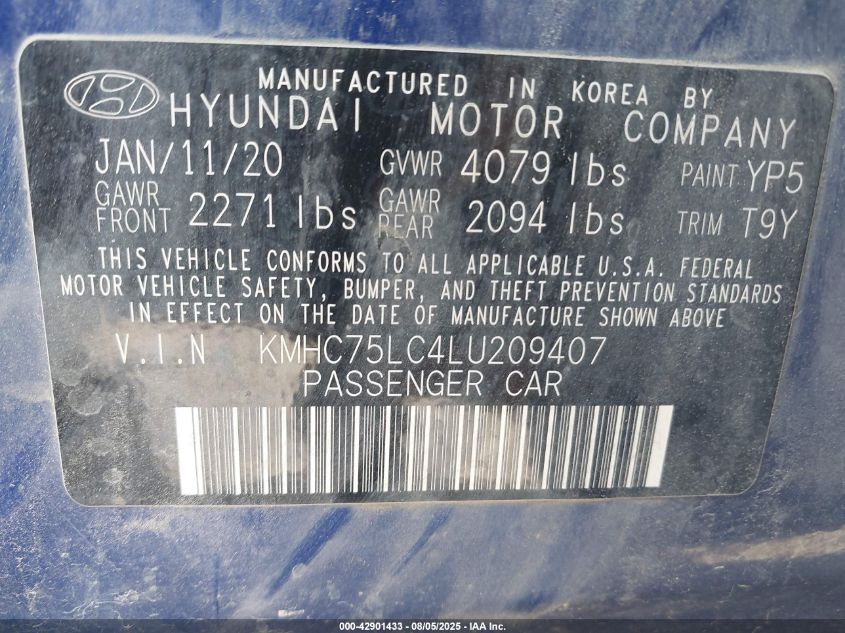 MANUFACTURED IN KOREA BY
HYUNDAI MOTOR COMPANY
JAN/11/20 GVWR 4079 lbs PAINT YP5
GAWR FRONT 2271 lbs GAWR REAR 2094 lbs TRIM T9Y
THIS VEHICLE CONFORMS TO ALL APPLICABLE U.S.A. FEDERAL
MOTOR VEHICLE SAFETY, BUMPER, AND THEFT PREVENTION STANDARDS
IN EFFECT ON THE DATE OF MANUFACTURE SHOWN ABOVE
V.I.N KMHC75LC4LU209407
PASSENGER CAR
000-42901433 - 08/05/2025 - IAA Inc.